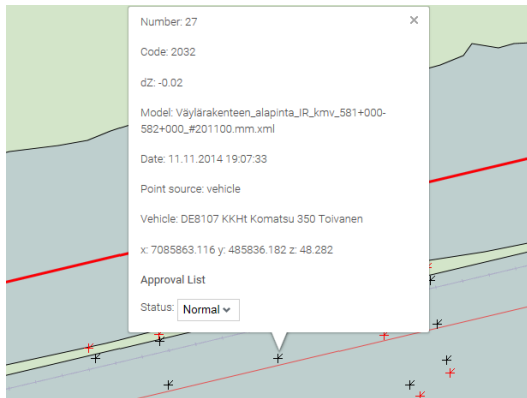 Number: 27
×
Code: 2032
dZ: -0.02
Model: Väylärakenteen_alapinta_IR_kmv_581+000-
582+000_#201100.mm.xml
Date: 11.11.2014 19:07:33
Point source: vehicle
Vehicle: DE8107 KKHt Komatsu 350 Toivanen
x: 7085863.116 y: 485836.182 z: 48.282
Approval List
Status: Normal